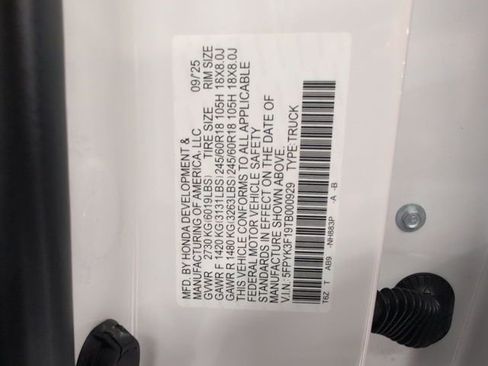 MFD. BY HONDA DEVELOPMENT &
MANUFACTURING OF AMERICA, LLC 09/25
GVWR 2730 KG(6019LBS) TIRE SIZE RIM SIZE
GAWR F 1420 KG(3131LBS) 245/60R18 105H 18X8.0J
GAWR R 1480 KG(3263LBS) 245/60R18 105H 18X8.0J
THIS VEHICLE CONFORMS TO ALL APPLICABLE
FEDERAL MOTOR VEHICLE SAFETY
STANDARDS IN EFFECT ON THE DATE OF
MANUFACTURE SHOWN ABOVE.
V.I.N: 5FPYK3F19TB000929 TYPE:TRUCK
T6Z T AB9 -NH883P -A -B